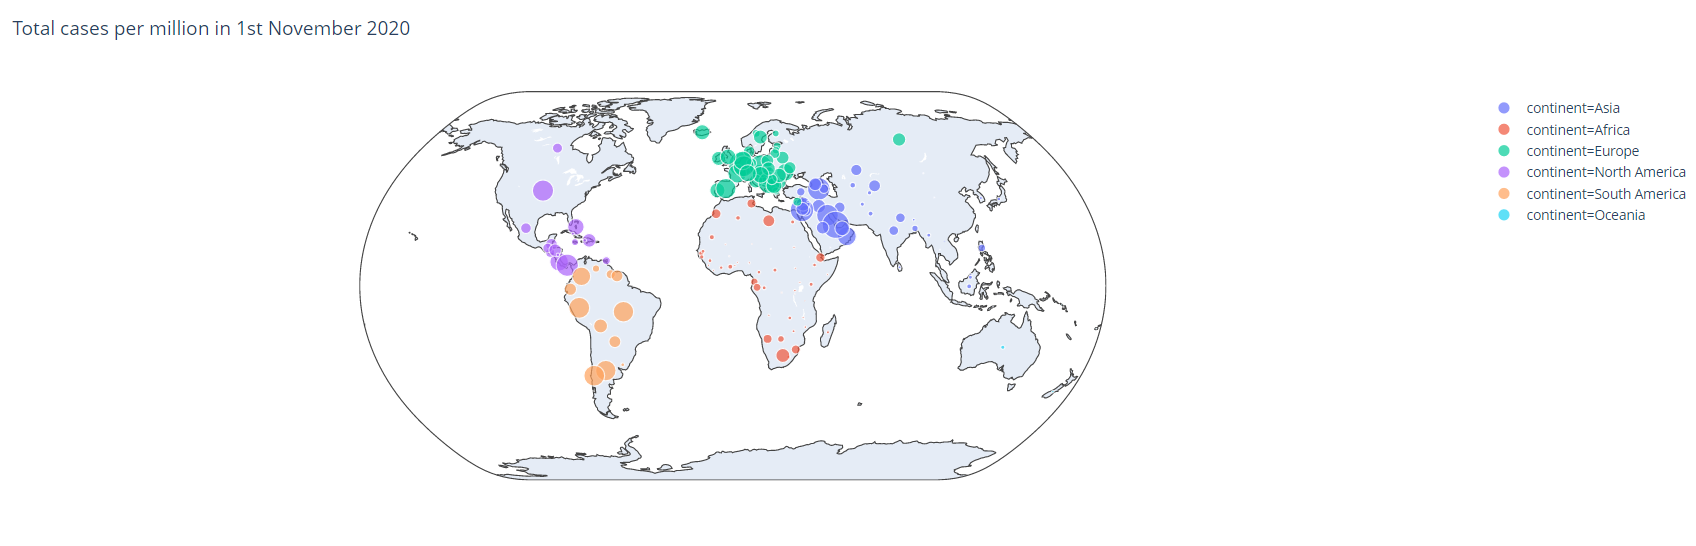 Total cases per million in 1st November 2020
continent=Asia
continent=Africa
continent=Europe
continent=North America
continent=South America
continent=Oceania